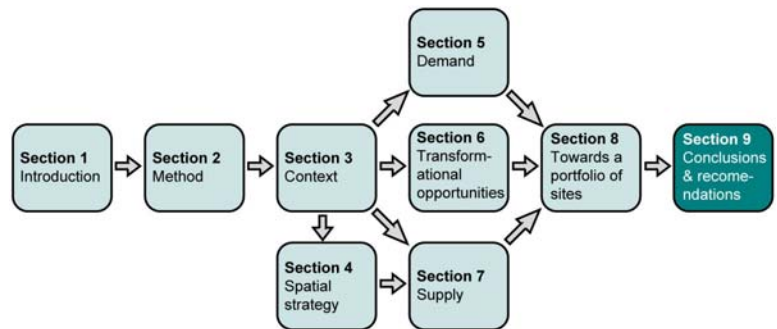 Section 1
Introduction
Section 2
Method
Section 3
Context
Section 4
Spatial
strategy
Section 5
Demand
Section 6
Transform-
ational
opportunities
Section 7
Supply
Section 8
Towards a
portfolio of
sites
Section 9
Conclusions
& recome-
ndations